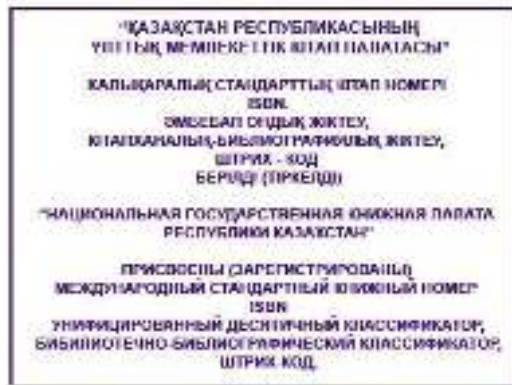 "ҚАЗАҚСТАН РЕСПУБЛИКАСЫНЫҢ
ҰЛТТЫҚ МЕМЛЕКЕТТІК КІТАП ПАЛАТАСЫ"
ХАЛЫҚАРАЛЫҚ СТАНДАРТТЫҚ КІТАП НОМЕРІ
ISBN.
ӘМБЕБАП ОНДЫҚ ЖІКТЕУ,
КІТАПХАНАЛЫҚ-БИБЛИОГРАФИЯЛЫҚ ЖІКТЕУ,
ШТРИХ - КОД
БЕРІЛДІ (ТІРКЕЛДІ)
"НАЦИОНАЛЬНАЯ ГОСУДАРСТВЕННАЯ КНИЖНАЯ ПАЛАТА
РЕСПУБЛИКИ КАЗАХСТАН"
ПРИСВОЕНЫ (ЗАРЕГИСТРИРОВАНЫ)
МЕЖДУНАРОДНЫЙ СТАНДАРТНЫЙ КНИЖНЫЙ НОМЕР
ISBN
УНИФИЦИРОВАННЫЙ ДЕСЯТИЧНЫЙ КЛАССИФИКАТОР,
БИБИЛИОТЕЧНО-БИБЛИОГРАФИЧЕСКИЙ КЛАССИФИКАТОР,
ШТРИХ-КОД.